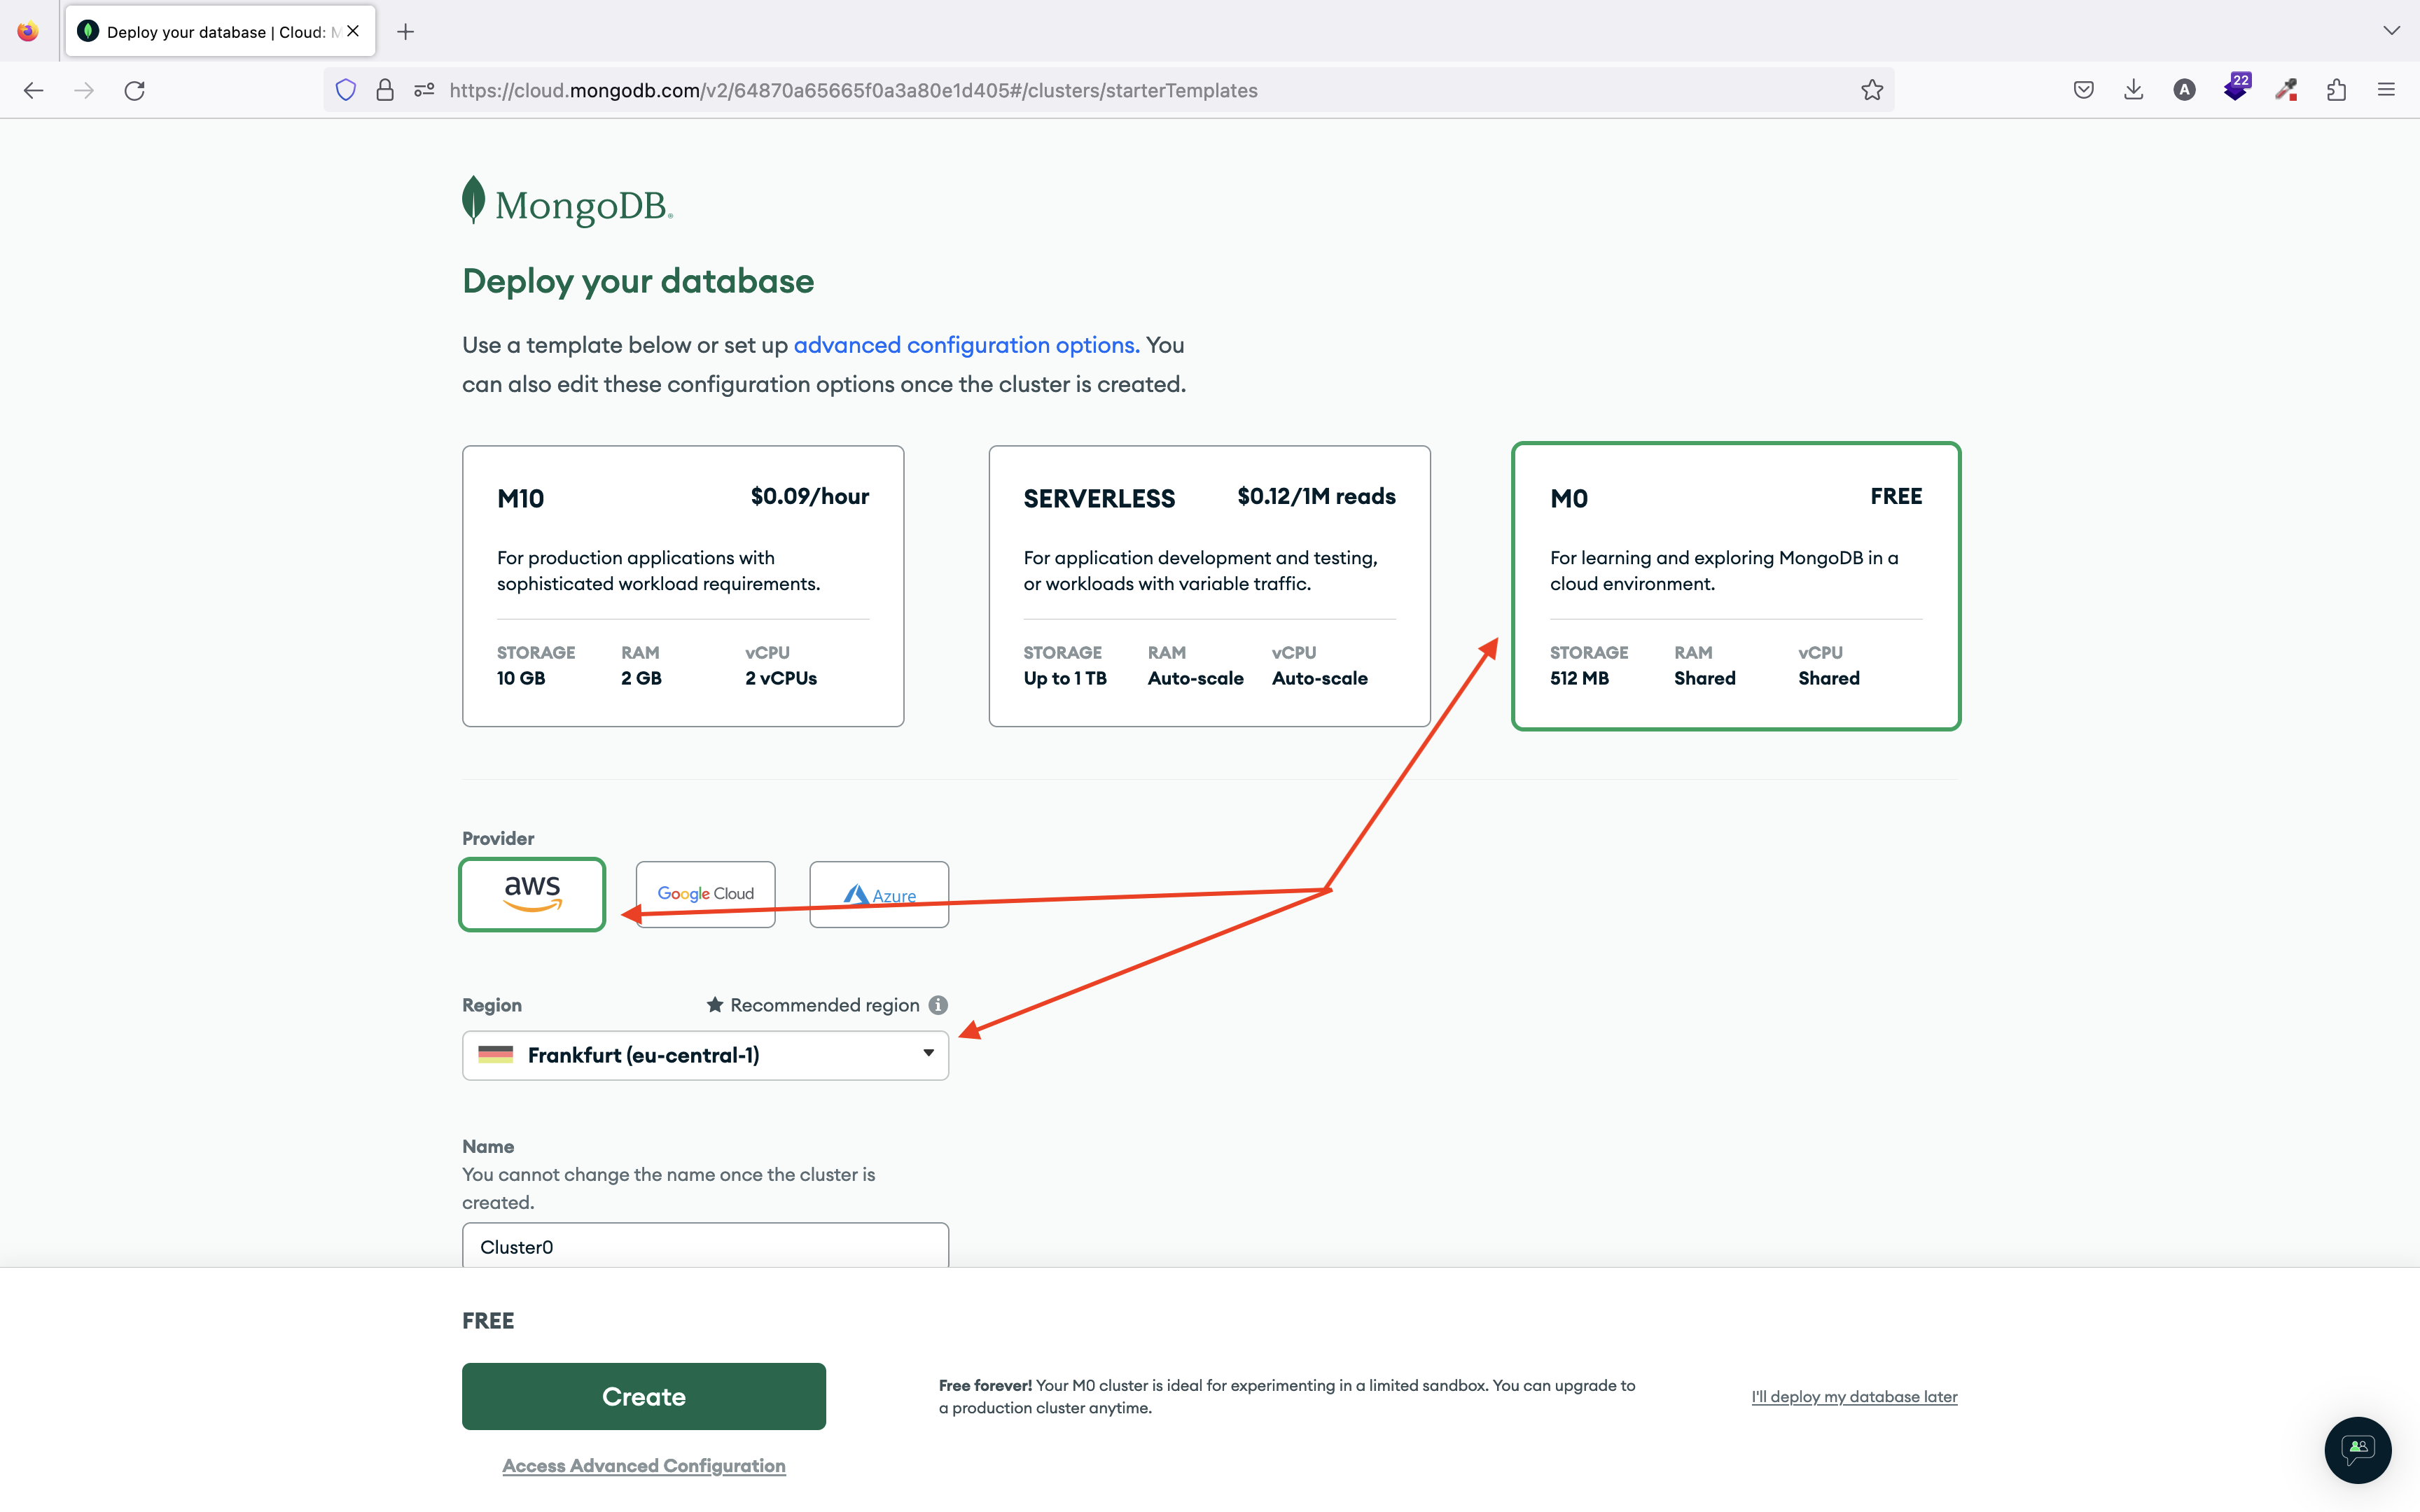 Deploy your database | Cloud: M
22
A
https://cloud.mongodb.com/v2/64870a65665f0a3a80e1d405#/clusters/starterTemplates
MongoDB®
Deploy your database
Use a template below or set up advanced configuration options. You
can also edit these configuration options once the cluster is created.
M10 $0.09/hour
For production applications with
sophisticated workload requirements.
STORAGE RAM vCPU
10 GB 2 GB 2 vCPUs
SERVERLESS $0.12/1M reads
For application development and testing,
or workloads with variable traffic.
STORAGE RAM vCPU
Up to 1 TB Auto-scale Auto-scale
M0 FREE
For learning and exploring MongoDB in a
cloud environment.
STORAGE RAM vCPU
512 MB Shared Shared
Provider
aws Google Cloud Azure
Region ★ Recommended region i
Frankfurt (eu-central-1)
Name
You cannot change the name once the cluster is
created.
Cluster0
FREE
Create
Free forever! Your M0 cluster is ideal for experimenting in a limited sandbox. You can upgrade to
a production cluster anytime.
I'll deploy my database later
Access Advanced Configuration